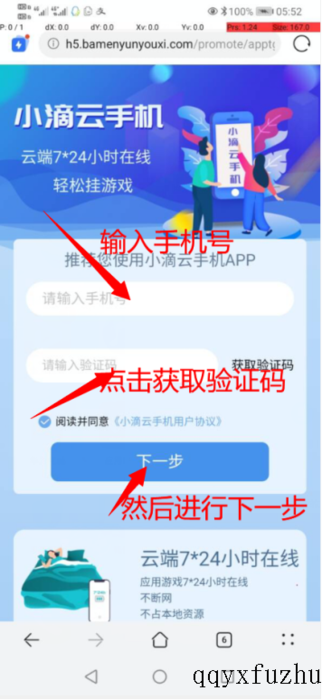 100% 05:52
P: 0 / 1 dX: 0.0 dY: 0.0 Xv: 0.0 Yv: 0.0 Prs: 1.24 Size: 167.0
h5.bamenyunyouxi.com/promote/appto
小滴云手机
云端7*24小时在线
轻松挂游戏
小滴云手机
输入手机号
推荐您使用小滴云手机APP
请输入手机号
请输入验证码
获取验证码
点击获取验证码
阅读并同意《小滴云手机用户协议》
下一步
然后进行下一步
云端7*24小时在线
应用游戏7*24小时在线
不断网
不占本地资源
6
qqyxfuzhu